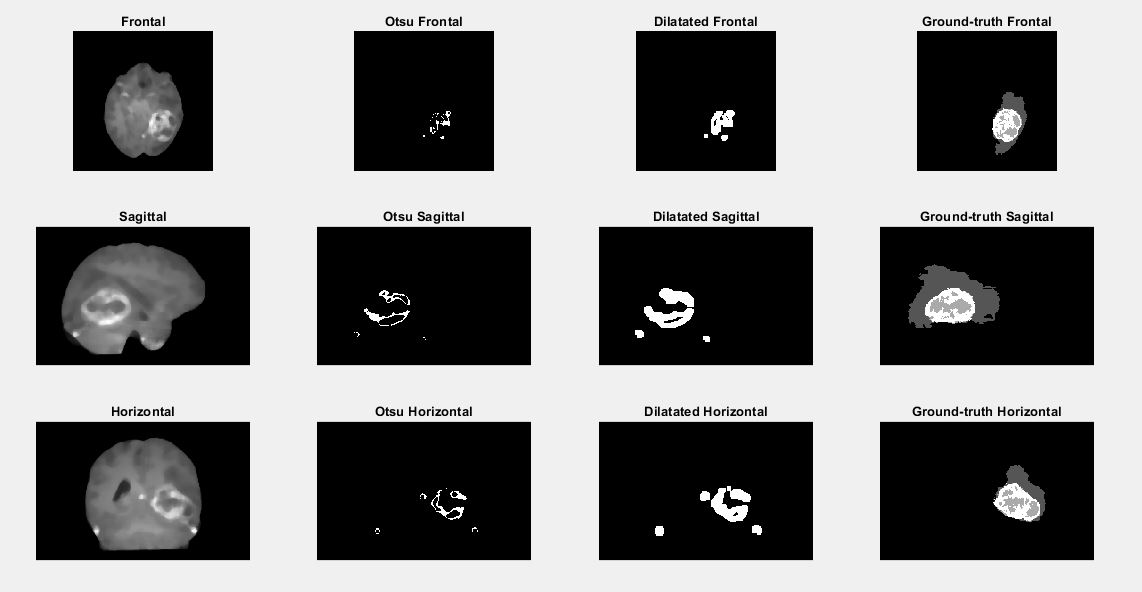 Frontal
Otsu Frontal
Dilatated Frontal
Ground-truth Frontal
Sagittal
Otsu Sagittal
Dilatated Sagittal
Ground-truth Sagittal
Horizontal
Otsu Horizontal
Dilatated Horizontal
Ground-truth Horizontal